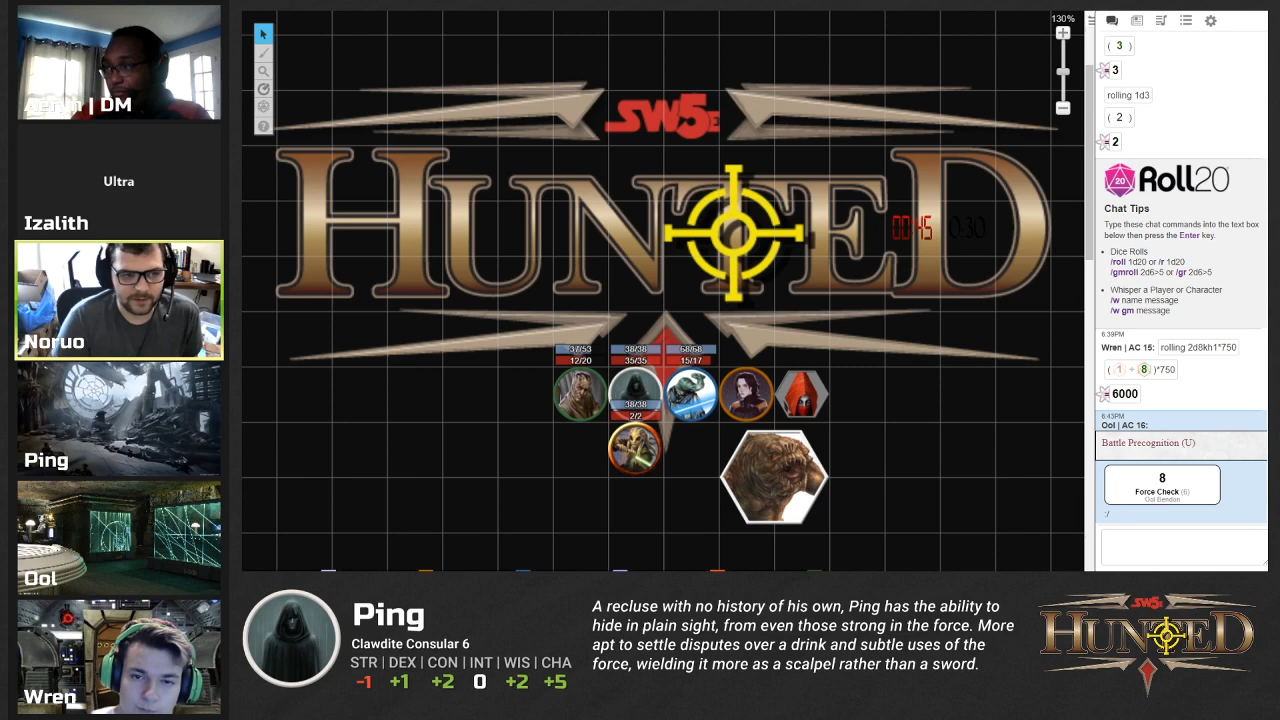 Aeryn | DM
Ultra
Izalith
Noruo
Ping
Ool
Wren
130%
SW5E
HUNTED
00:45
0:30
37/53
12/20
38/38
35/35
68/68
15/17
38/38
2/2
( 3 )
= 3
rolling 1d3
( 2 )
= 2
20
Roll20
Chat Tips
Type these chat commands into the text box
below then press the Enter key.
• Dice Rolls
/roll 1d20 or /r 1d20
/gmroll 2d6>5 or /gr 2d6>5
• Whisper a Player or Character
/w name message
/w gm message
6:39PM
Wren | AC 15: rolling 2d8kh1*750
( 1 + 8 )*750
= 6000
6:43PM
Ool | AC 16:
Battle Precognition (U)
8
Force Check (6)
Ool Bendon
:/
Ping
Clawdite Consular 6
STR | DEX | CON | INT | WIS | CHA
-1 +1 +2 0 +2 +5
A recluse with no history of his own, Ping has the ability to
hide in plain sight, from even those strong in the force. More
apt to settle disputes over a drink and subtle uses of the
force, wielding it more as a scalpel rather than a sword.
SW5E
HUNTED